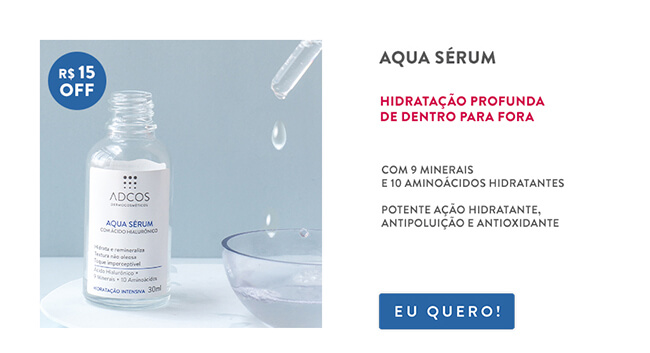 R$ 15
OFF
ADCOS
DERMOCOSMÉTICOS
AQUA SÉRUM
COM ÁCIDO HIALURÔNICO
Hidrata e remineraliza
Textura não oleosa
Toque imperceptível
Ácido Hialurônico +
9 Minerais + 10 Aminoácidos
HIDRATAÇÃO INTENSIVA 30ml
AQUA SÉRUM
HIDRATAÇÃO PROFUNDA
DE DENTRO PARA FORA
COM 9 MINERAIS
E 10 AMINOÁCIDOS HIDRATANTES
POTENTE AÇÃO HIDRATANTE,
ANTIPOLUIÇÃO E ANTIOXIDANTE
EU QUERO!